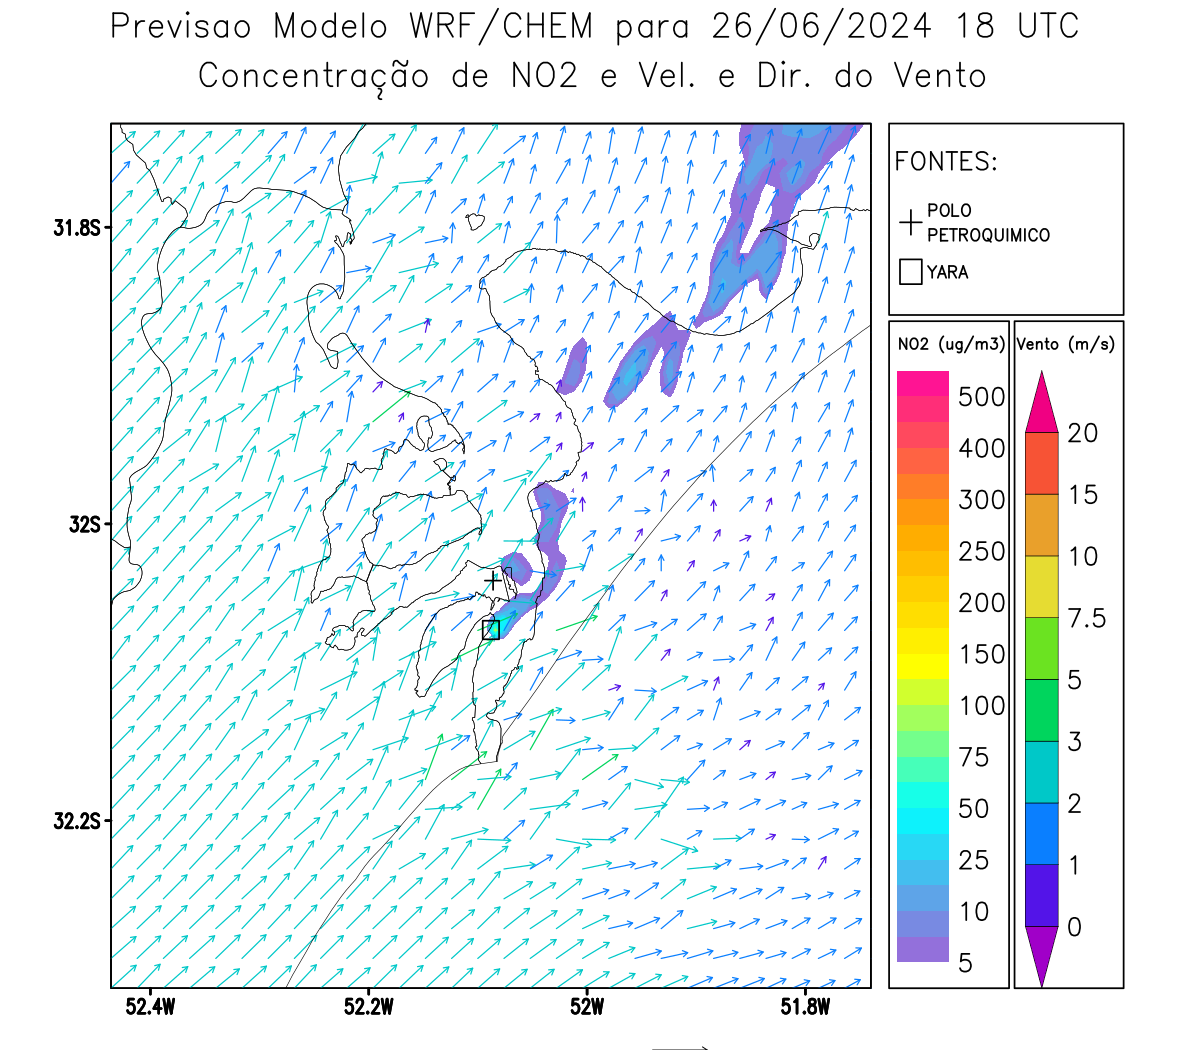 Previsao Modelo WRF/CHEM para 26/06/2024 18 UTC
Concentração de NO2 e Vel. e Dir. do Vento
FONTES:
POLO
PETROQUIMICO
YARA
NO2 (ug/m3)
500
400
300
250
200
150
100
75
50
25
10
5
Vento (m/s)
20
15
10
7.5
5
3
2
1
0
31.8S
32S
32.2S
52.4W
52.2W
52W
51.8W